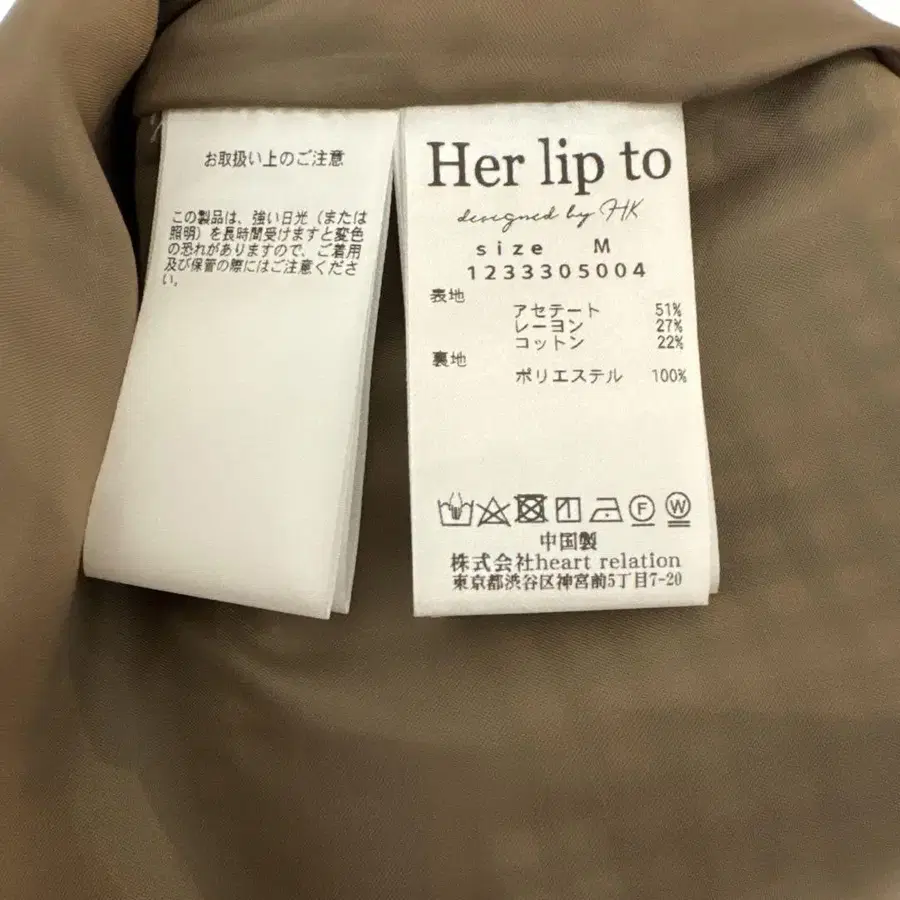 お取扱い上のご注意
この製品は、強い日光（または
照明）を長時間受けますと変色
の恐れがありますので、ご着用
及び保管の際にはご注意くださ
い。
Her lip to
designed by HK
size M
1233305004
表地
アセテート 51%
レーヨン 27%
コットン 22%
裏地
ポリエステル 100%
F W
中国製
株式会社heart relation
東京都渋谷区神宮前5丁目7-20